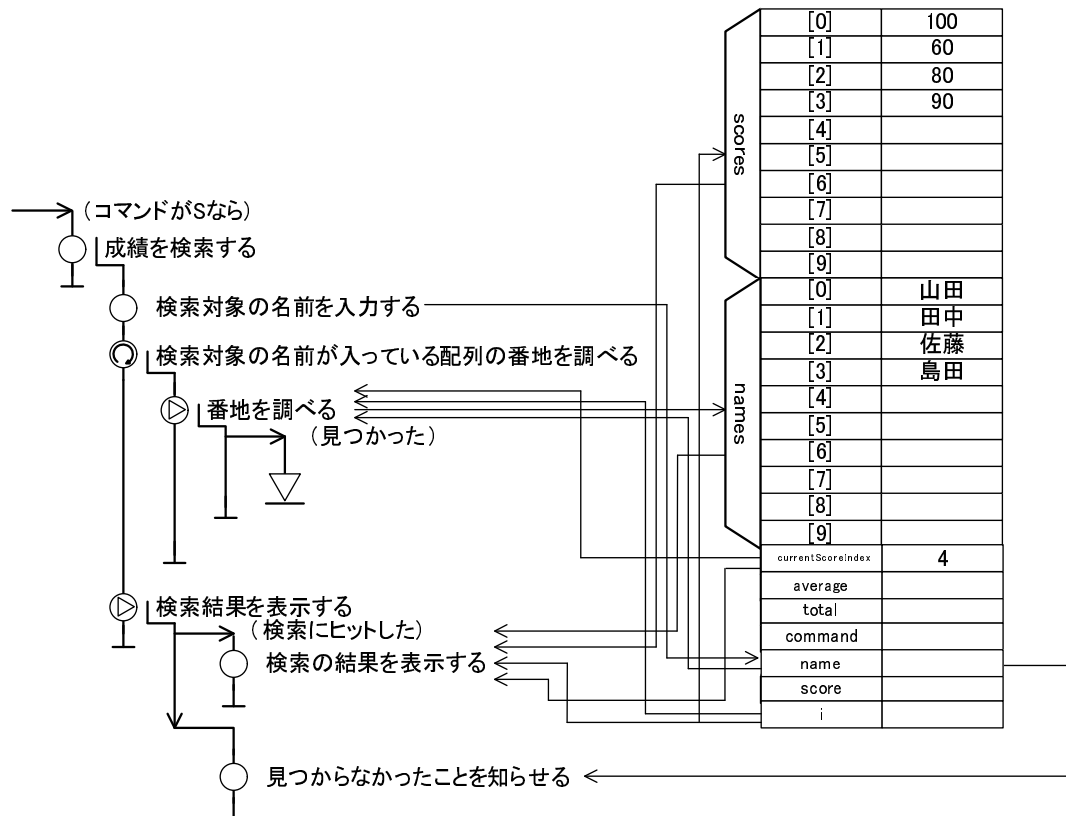 (コマンドがSなら)
成績を検索する
検索対象の名前を入力する
検索対象の名前が入っている配列の番地を調べる
番地を調べる
(見つかった)
検索結果を表示する
(検索にヒットした)
検索の結果を表示する
見つからなかったことを知らせる
scores
[0] 100
[1] 60
[2] 80
[3] 90
[4]
[5]
[6]
[7]
[8]
[9]
names
[0] 山田
[1] 田中
[2] 佐藤
[3] 島田
[4]
[5]
[6]
[7]
[8]
[9]
currentScoreIndex 4
average
total
command
name
score
i